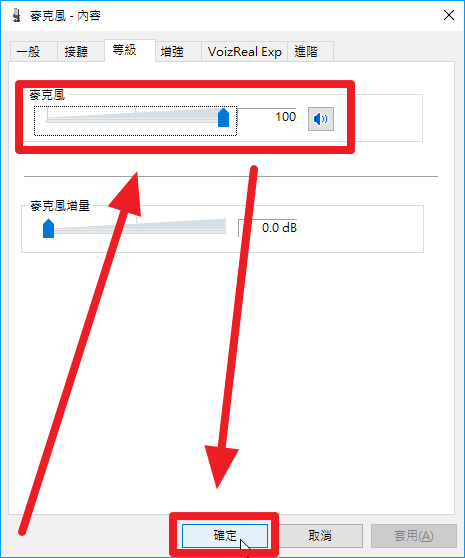 麥克風 - 內容
一般 接聽 等級 增強 VoizReal Exp 進階
麥克風
100
麥克風增量
0.0 dB
確定 取消 套用(A)